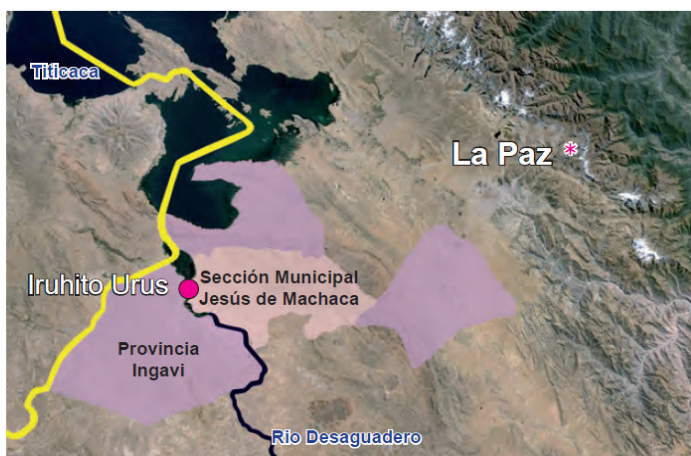 Titicaca
La Paz *
Iruhito Urus
Sección Municipal
Jesús de Machaca
Provincia
Ingavi
Rio Desaguadero